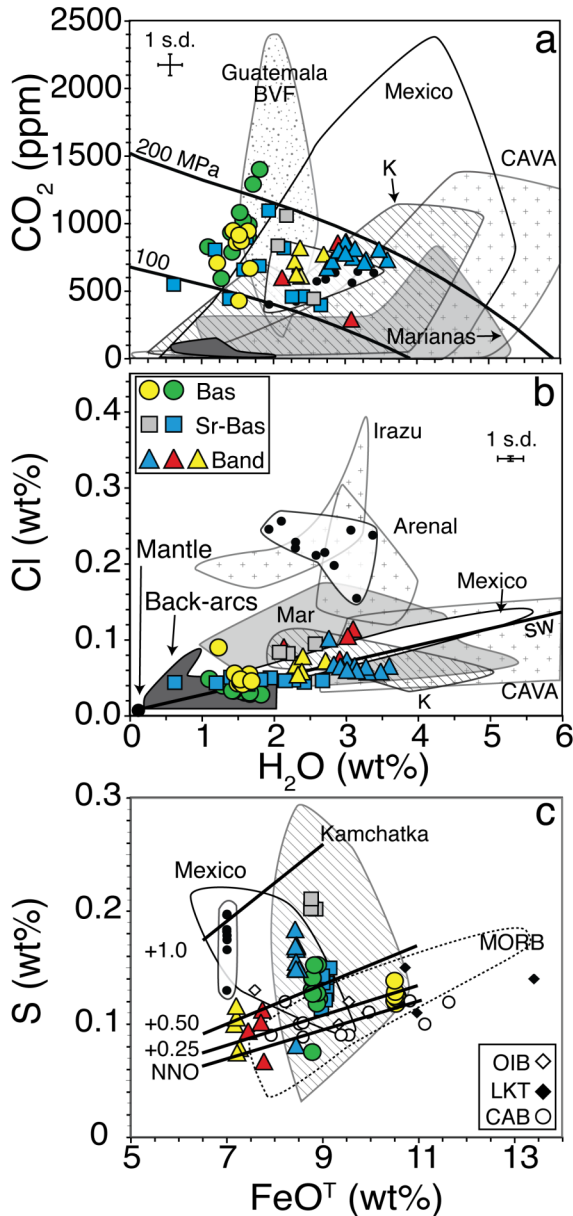 a
1 s.d.
2500
2000
1500
1000
500
0
CO2 (ppm)
Guatemala
BVF
Mexico
K
CAVA
200 MPa
100
Marianas
b
Bas
Sr-Bas
Band
0.4
0.3
0.2
0.1
0.0
Cl (wt%)
Irazu
1 s.d.
Arenal
Mantle
Back-arcs
Mar
Mexico
SW
K
CAVA
0 1 2 3 4 5 6
H2O (wt%)
c
0.3
0.2
0.1
0
S (wt%)
Kamchatka
Mexico
MORB
+1.0
+0.50
+0.25
NNO
OIB
LKT
CAB
5 7 9 11 13
FeOT